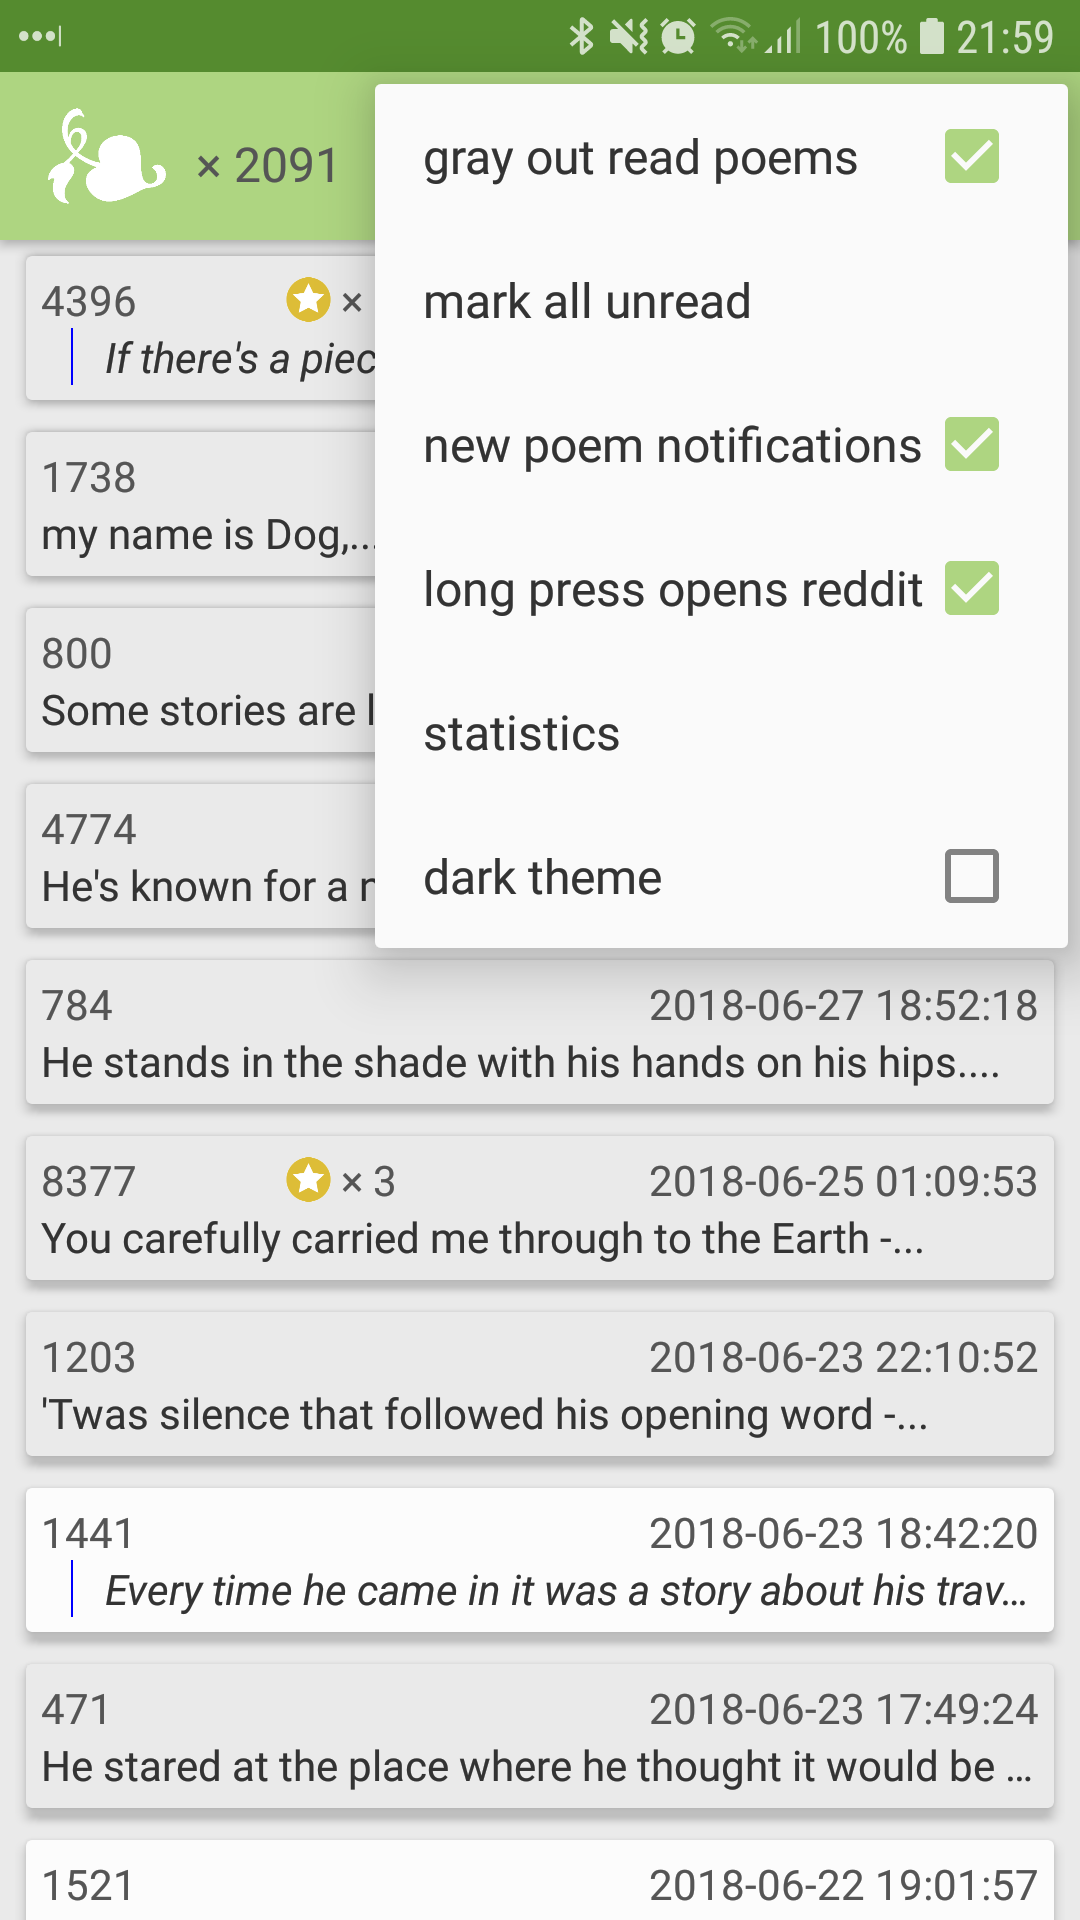 100% 21:59
× 2091
gray out read poems
mark all unread
new poem notifications
long press opens reddit
statistics
dark theme
4396 ×
If there's a piec
1738
my name is Dog,...
800
Some stories are l
4774
He's known for a
784 2018-06-27 18:52:18
He stands in the shade with his hands on his hips....
8377 × 3 2018-06-25 01:09:53
You carefully carried me through to the Earth -...
1203 2018-06-23 22:10:52
'Twas silence that followed his opening word -...
1441 2018-06-23 18:42:20
Every time he came in it was a story about his trav...
471 2018-06-23 17:49:24
He stared at the place where he thought it would be ...
1521 2018-06-22 19:01:57